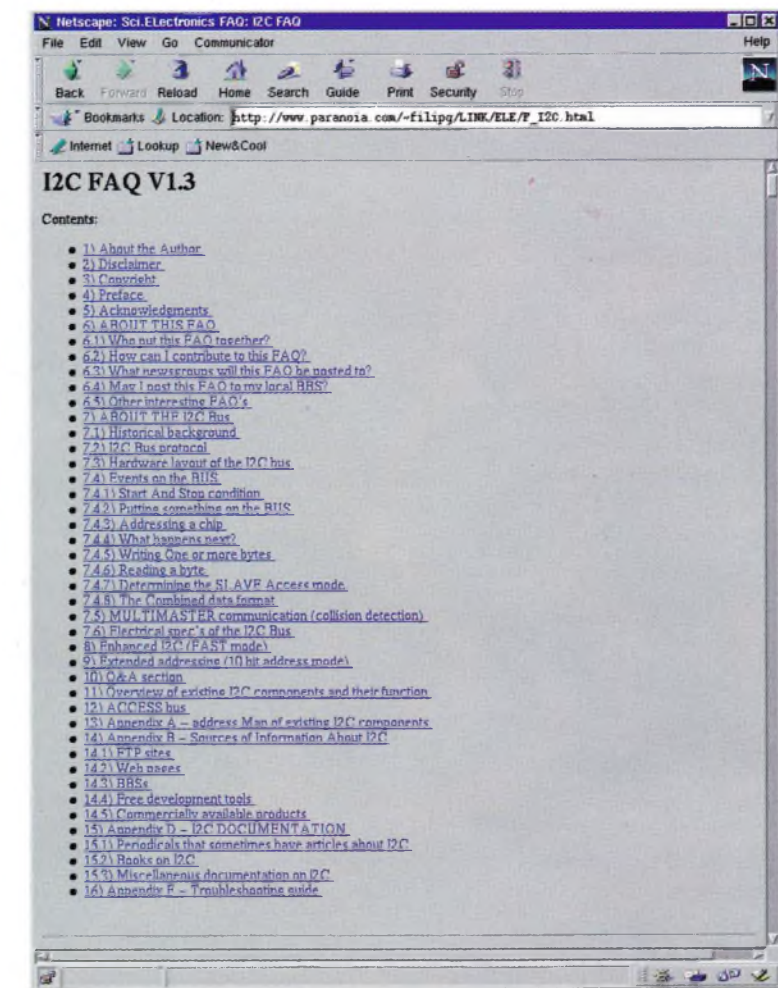 Netscape: Sci.ELectronics FAQ: I2C FAQ
File Edit View Go Communicator Help
Back Forward Reload Home Search Guide Print Security Stop
N
Bookmarks Location: http://www.paranoia.com/~filipg/LINK/ELE/F_I2C.html
Internet Lookup New&Cool
I2C FAQ V1.3
Contents:
1) About the Author
2) Disclaimer
3) Copyright
4) Preface
5) Acknowledgments
6) ABOUT THIS FAQ
6.1) Who put this FAQ together?
6.2) How can I contribute to this FAQ?
6.3) What newsgroups will this FAQ be posted to?
6.4) May I post this FAQ to my local BBS?
6.5) Other interesting FAQ's
7) ABOUT THE I2C Bus
7.1) Historical background
7.2) I2C Bus protocol
7.3) Hardware layout of the I2C bus
7.4) Events on the BUS
7.4.1) Start And Stop condition
7.4.2) Putting something on the BUS
7.4.3) Addressing a chip
7.4.4) What happens next?
7.4.5) Writing One or more bytes
7.4.6) Reading a byte
7.4.7) Determining the SLAVE Access mode
7.4.8) The Combined data format
7.5) MULTIMASTER communication (collision detection)
7.6) Electrical spec's of the I2C Bus
8) Enhanced I2C (FAST mode)
9) Extended addressing (10 bit address mode)
10) Q&A section
11) Overview of existing I2C components and their function
12) ACCESS bus
13) Appendix A – address Map of existing I2C components
14) Appendix B – Sources of Information About I2C
14.1) FTP sites
14.2) Web pages
14.3) BBSs
14.4) Free development tools
14.5) Commercially available products
15) Appendix D – I2C DOCUMENTATION
15.1) Periodicals that sometimes have articles about I2C
15.2) Books on I2C
15.3) Miscellaneous documentation on I2C
16) Appendix E – Troubleshooting guide